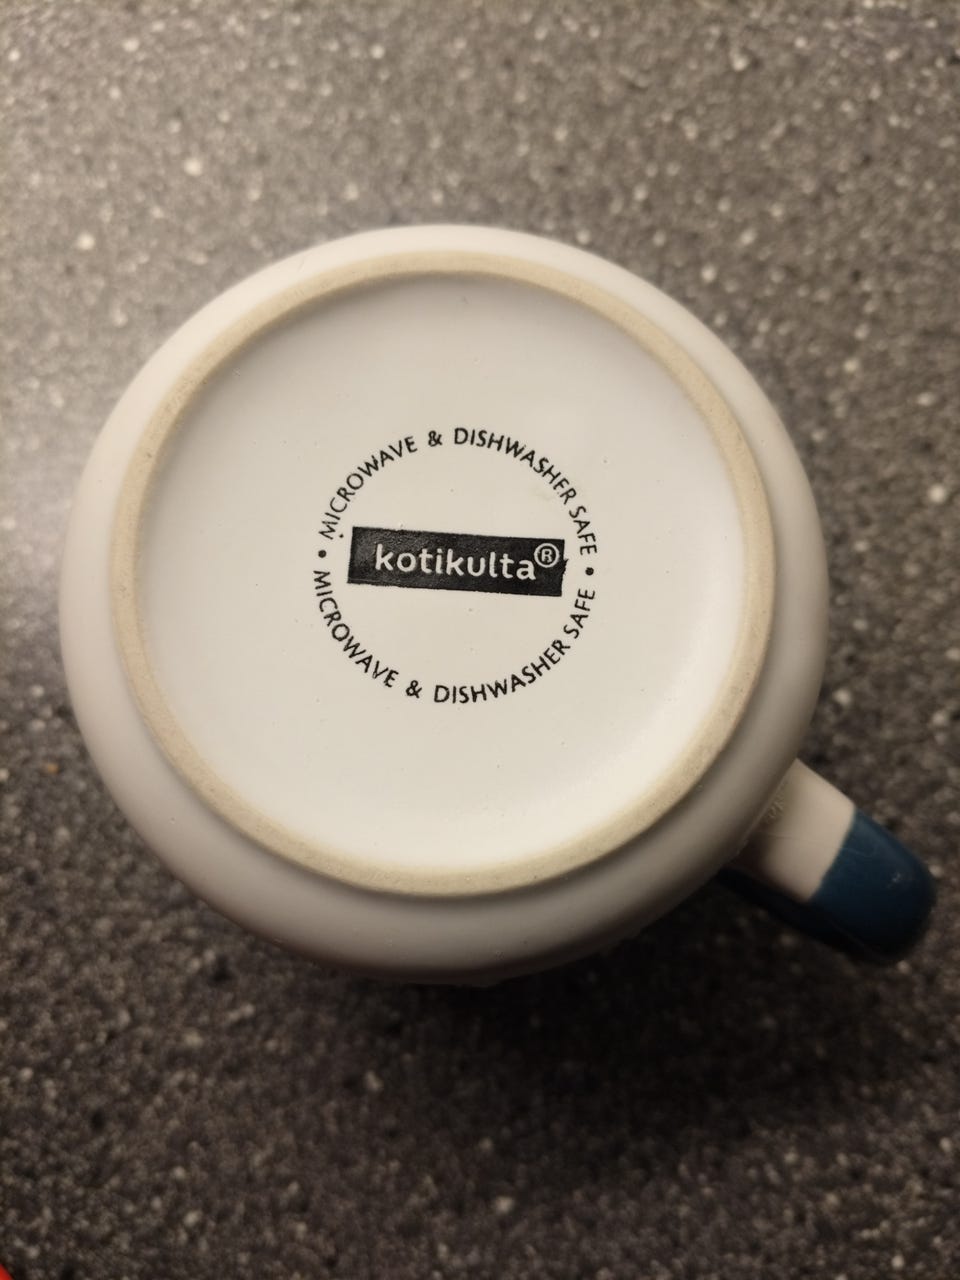 • MICROWAVE & DISHWASHER SAFE •
kotikulta®
MICROWAVE & DISHWASHER SAFE